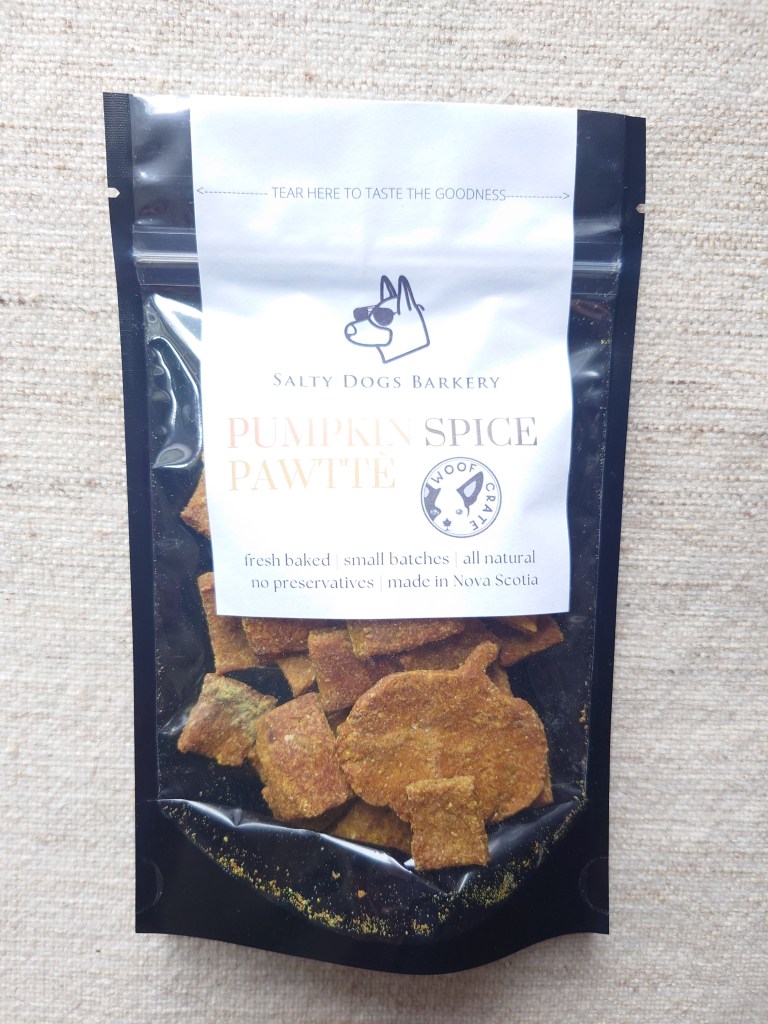 <-------------- TEAR HERE TO TASTE THE GOODNESS------------->
SALTY DOGS BARKERY
PUMPKIN SPICE
PAWTTÈ
WOOF CRATE
fresh baked | small batches | all natural
no preservatives | made in Nova Scotia